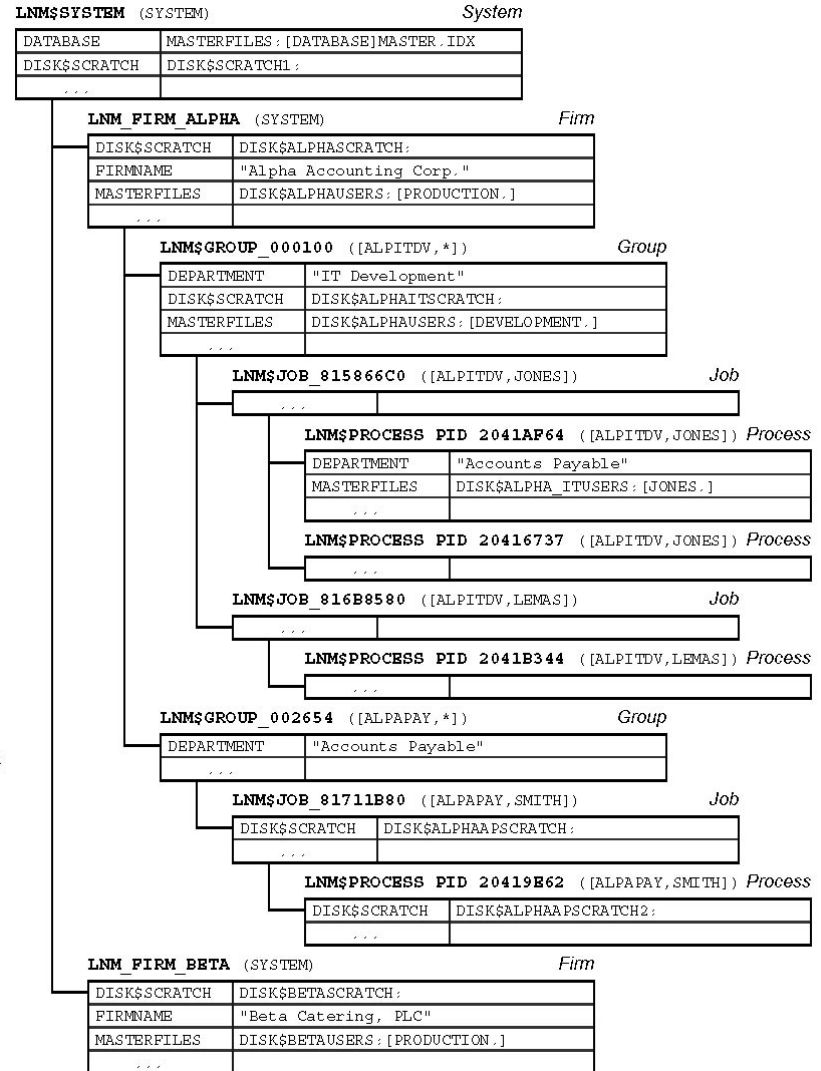 LNM$SYSTEM (SYSTEM) System
DATABASE MASTERFILES:[DATABASE]MASTER.IDX
DISK$SCRATCH DISK$SCRATCH1:
...
LNM_FIRM_ALPHA (SYSTEM) Firm
DISK$SCRATCH DISK$ALPHASCRATCH:
FIRMNAME "Alpha Accounting Corp."
MASTERFILES DISK$ALPHAUSERS:[PRODUCTION.]
...
LNM$GROUP_000100 ([ALPITDV,*]) Group
DEPARTMENT "IT Development"
DISK$SCRATCH DISK$ALPHAITSCRATCH:
MASTERFILES DISK$ALPHAUSERS:[DEVELOPMENT.]
...
LNM$JOB_815866C0 ([ALPITDV,JONES]) Job
...
LNM$PROCESS PID 2041AF64 ([ALPITDV,JONES]) Process
DEPARTMENT "Accounts Payable"
MASTERFILES DISK$ALPHA_ITUSERS:[JONES.]
...
LNM$PROCESS PID 20416737 ([ALPITDV,JONES]) Process
...
LNM$JOB_816B8580 ([ALPITDV,LEMAS]) Job
...
LNM$PROCESS PID 2041B344 ([ALPITDV,LEMAS]) Process
...
LNM$GROUP_002654 ([ALPAPAY,*]) Group
DEPARTMENT "Accounts Payable"
...
LNM$JOB_81711B80 ([ALPAPAY,SMITH]) Job
DISK$SCRATCH DISK$ALPHAAPSCRATCH:
...
LNM$PROCESS PID 20419E62 ([ALPAPAY,SMITH]) Process
DISK$SCRATCH DISK$ALPHAAPSCRATCH2:
...
LNM_FIRM_BETA (SYSTEM) Firm
DISK$SCRATCH DISK$BETASCRATCH:
FIRMNAME "Beta Catering, PLC"
MASTERFILES DISK$BETAUSERS:[PRODUCTION.]
...